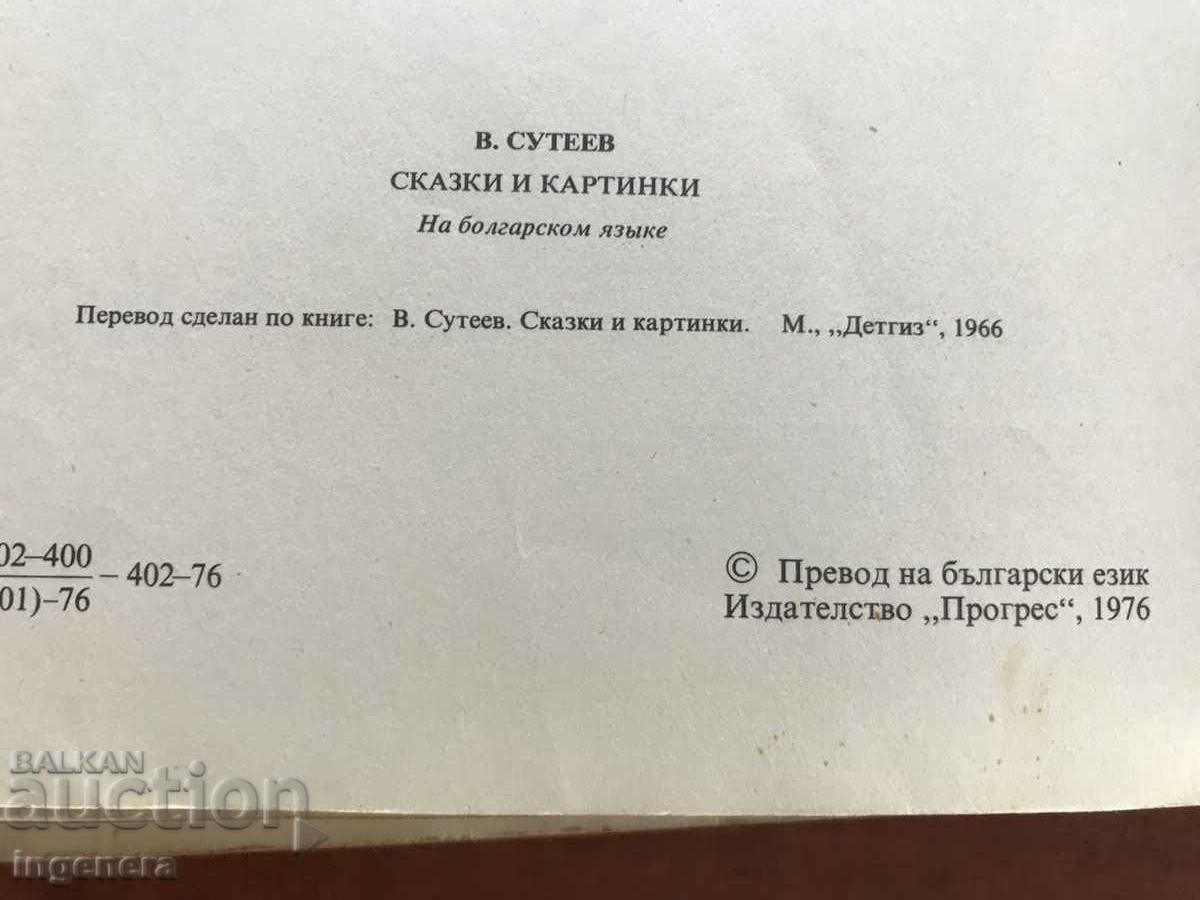 В. СУТЕЕВ
СКАЗКИ И КАРТИНКИ
На болгарском языке
Перевод сделан по книге: В. Сутеев. Сказки и картинки. М., „Детгиз“, 1966
02–400
01)–76
– 402–76
© Превод на български език
Издателство „Прогрес“, 1976
BALKAN
auction
ingenera